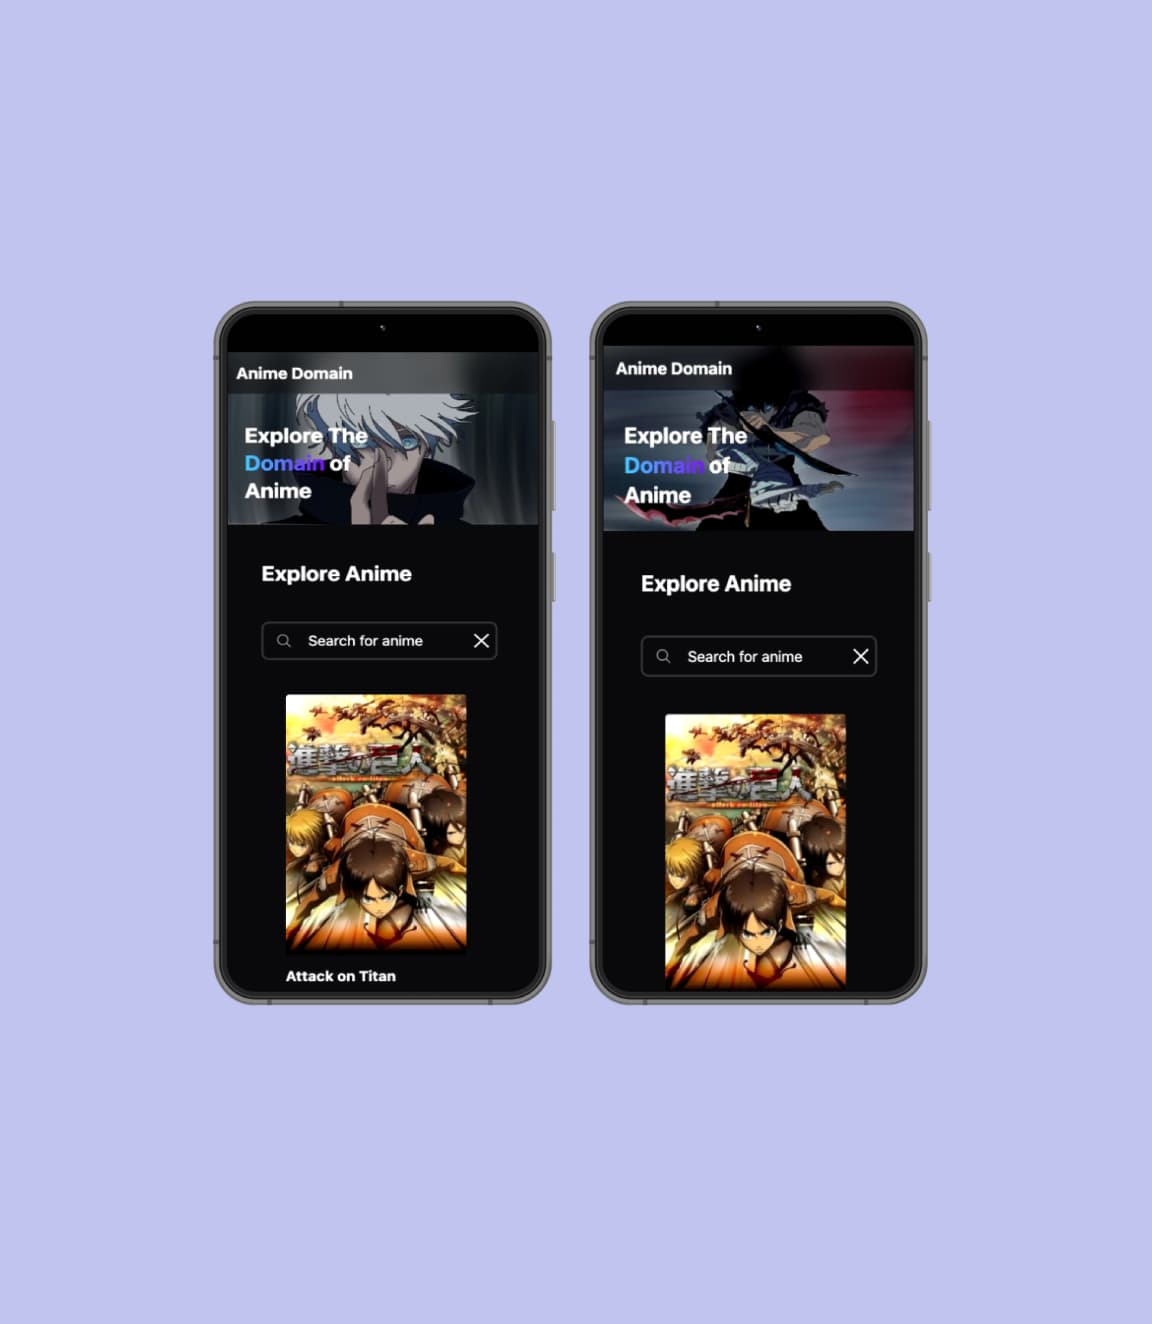 Anime Domain
Explore The
Domain of
Anime
Explore Anime
Search for anime
進撃の巨人
attack on titan
Attack on Titan
Anime Domain
Explore The
Domain of
Anime
Explore Anime
Search for anime
進撃の巨人
attack on titan